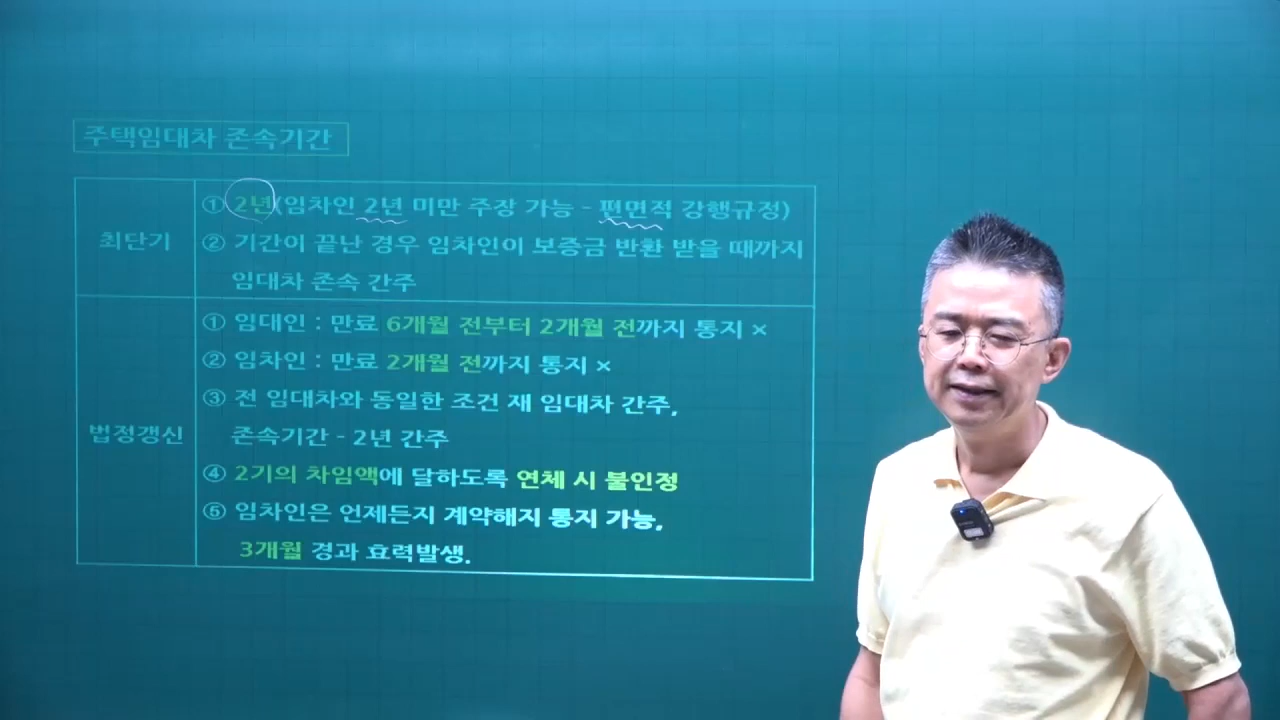 주택임대차 존속기간
최단기
① 2년(임차인 2년 미만 주장 가능 - 편면적 강행규정)
② 기간이 끝난 경우 임차인이 보증금 반환 받을 때까지
임대차 존속 간주
법정갱신
① 임대인 : 만료 6개월 전부터 2개월 전까지 통지 ×
② 임차인 : 만료 2개월 전까지 통지 ×
③ 전 임대차와 동일한 조건 재 임대차 간주,
존속기간 - 2년 간주
④ 2기의 차임액에 달하도록 연체 시 불인정
⑤ 임차인은 언제든지 계약해지 통지 가능,
3개월 경과 효력발생.